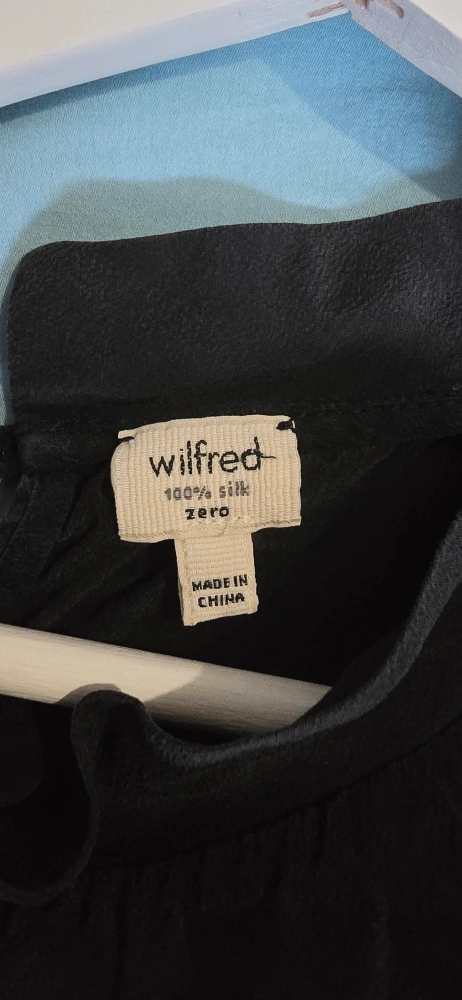 wilfred
100% silk
zero
MADE IN
CHINA